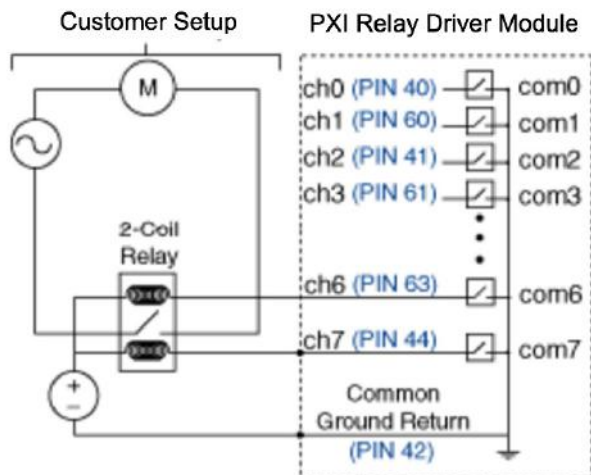 Customer Setup
PXI Relay Driver Module
M
ch0 (PIN 40)
com0
ch1 (PIN 60)
com1
ch2 (PIN 41)
com2
ch3 (PIN 61)
com3
2-Coil
Relay
ch6 (PIN 63)
com6
ch7 (PIN 44)
com7
+
−
Common
Ground Return
(PIN 42)